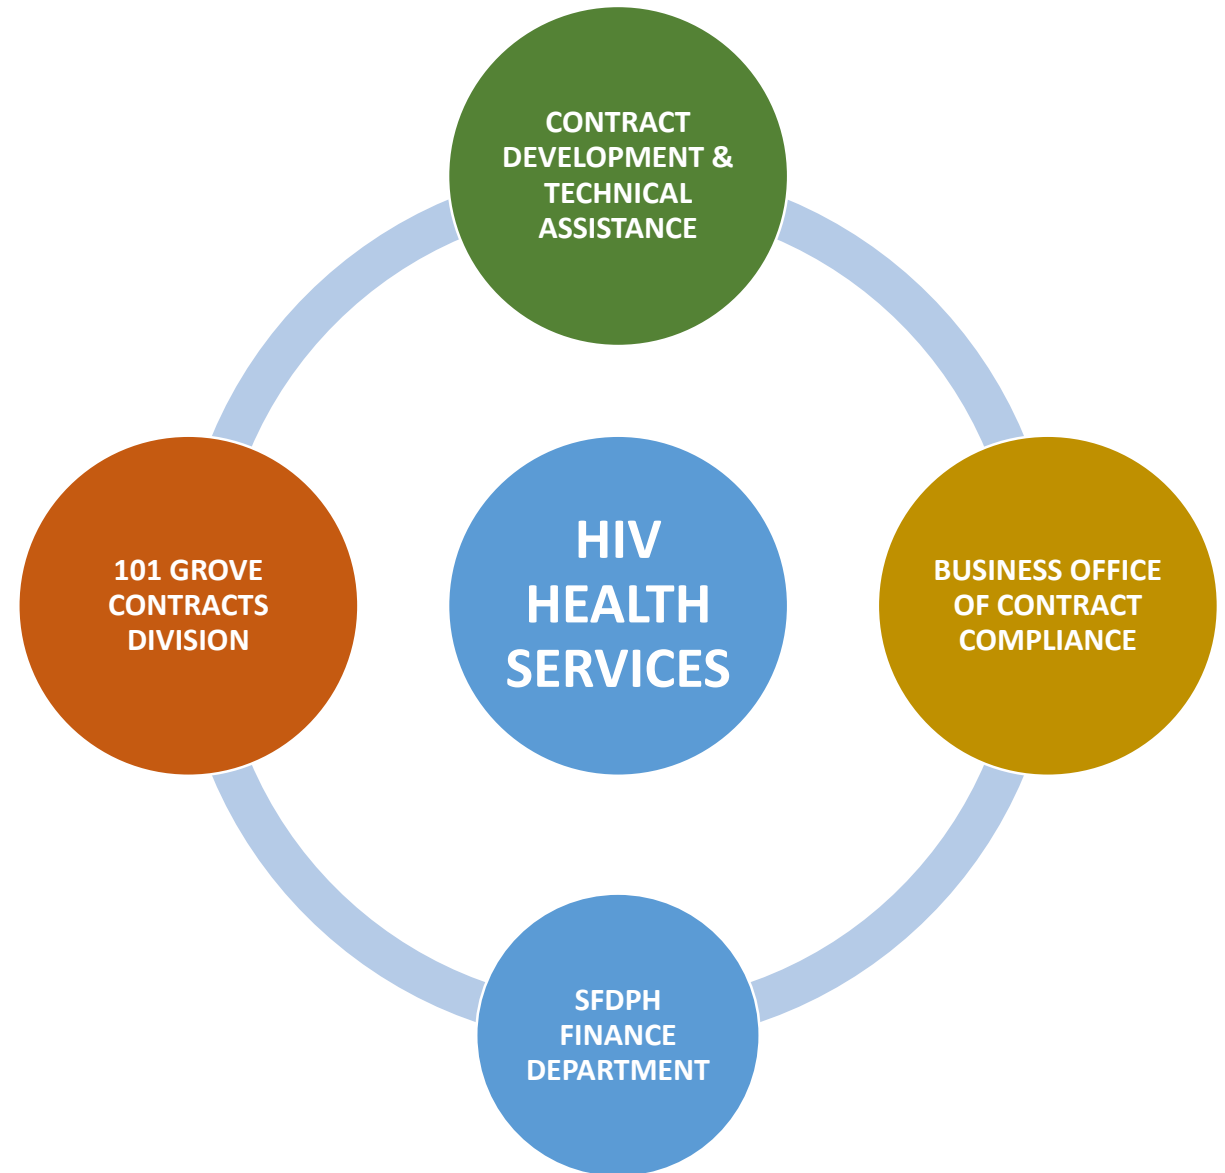 CONTRACT
DEVELOPMENT &
TECHNICAL
ASSISTANCE
101 GROVE
CONTRACTS
DIVISION
HIV
HEALTH
SERVICES
BUSINESS OFFICE
OF CONTRACT
COMPLIANCE
SFDPH
FINANCE
DEPARTMENT